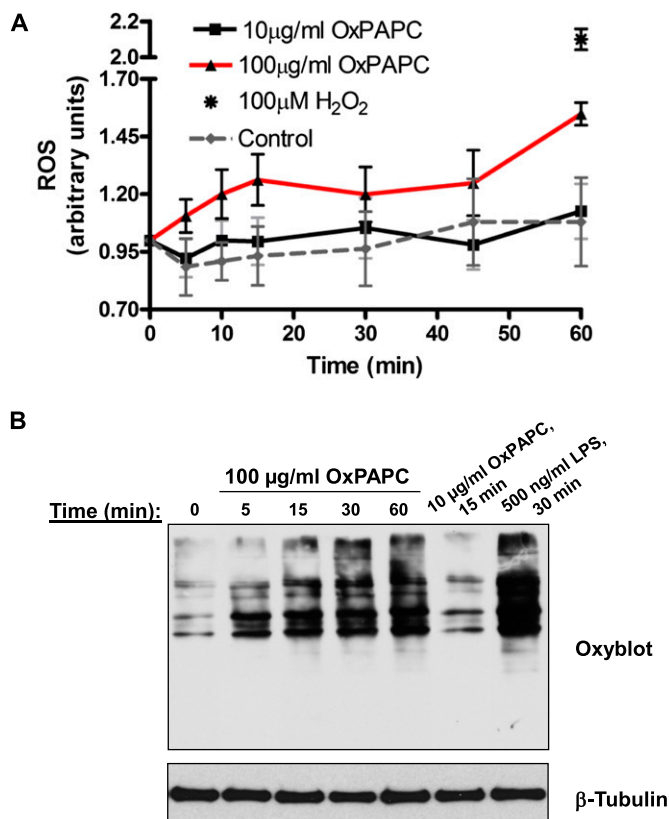 A
ROS
(arbitrary units)
2.2
2.1
2.0
1.70
1.45
1.20
0.95
0.70
10μg/ml OxPAPC
100μg/ml OxPAPC
100μM H₂O₂
Control
0 10 20 30 40 50 60
Time (min)
B
100 μg/ml OxPAPC
10 μg/ml OxPAPC,
15 min
500 ng/ml LPS,
30 min
Time (min): 0 5 15 30 60
Oxyblot
β-Tubulin